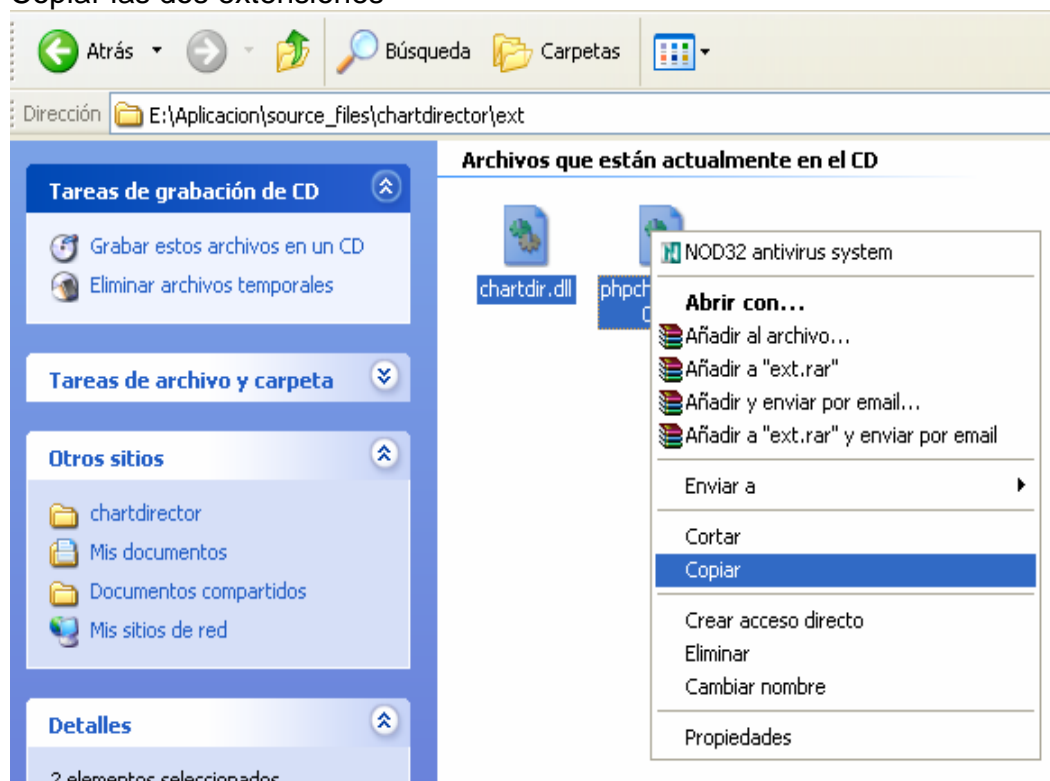 Copiar las dos extensiones
Atrás
Búsqueda
Carpetas
Dirección
E:\Aplicacion\source_files\chartdirector\ext
Tareas de grabación de CD
Grabar estos archivos en un CD
Eliminar archivos temporales
Tareas de archivo y carpeta
Otros sitios
chartdirector
Mis documentos
Documentos compartidos
Mis sitios de red
Detalles
2 elementos seleccionados
Archivos que están actualmente en el CD
chartdir.dll
NOD32 antivirus system
Abrir con...
Añadir al archivo...
Añadir a "ext.rar"
Añadir y enviar por email...
Añadir a "ext.rar" y enviar por email
Enviar a
Cortar
Copiar
Crear acceso directo
Eliminar
Cambiar nombre
Propiedades